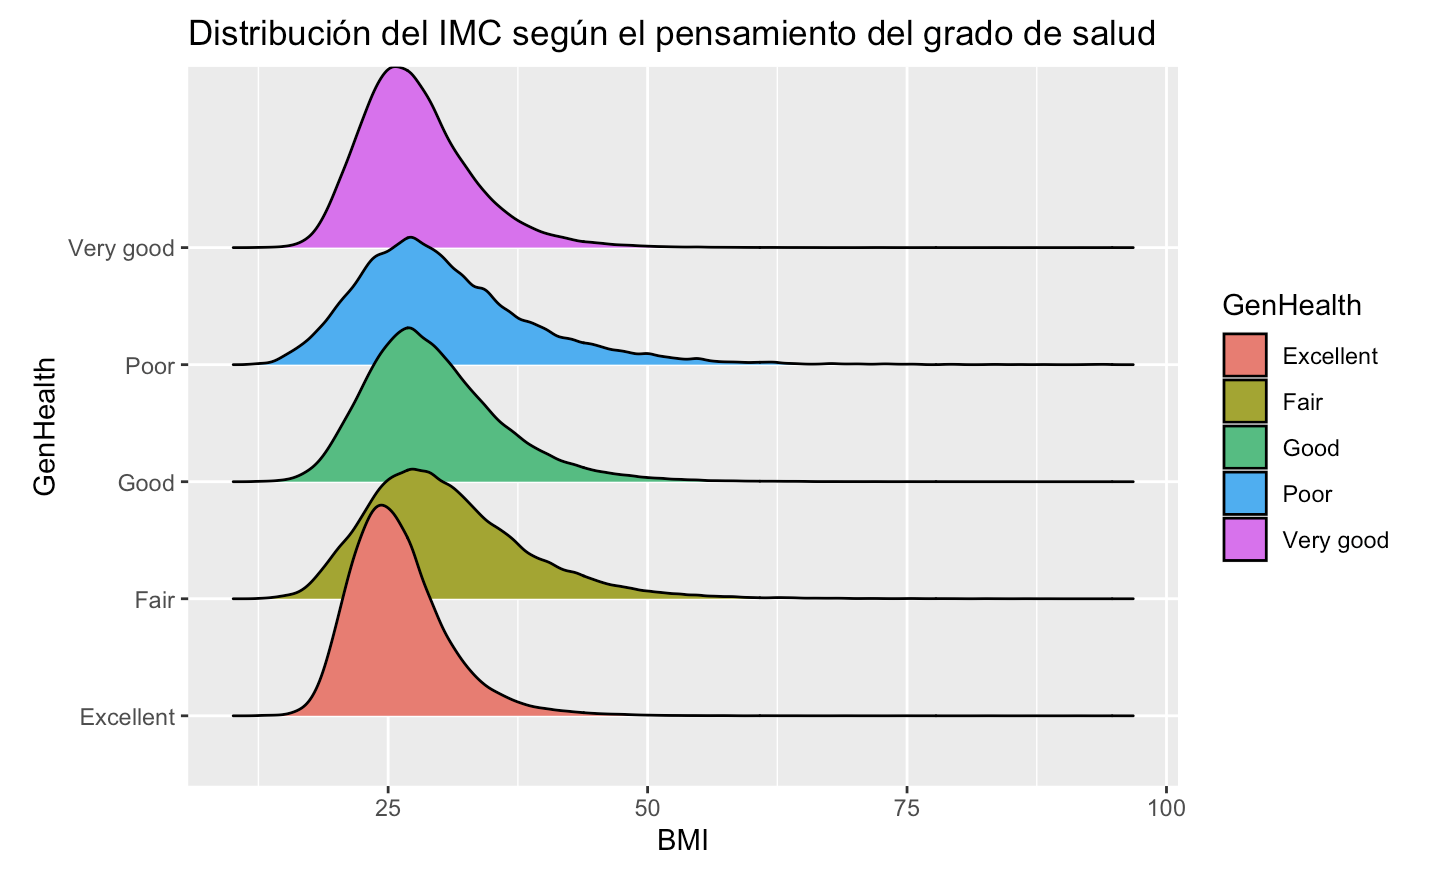 Distribución del IMC según el pensamiento del grado de salud
GenHealth
Very good
Poor
Good
Fair
Excellent
25 50 75 100
BMI
GenHealth
Excellent
Fair
Good
Poor
Very good